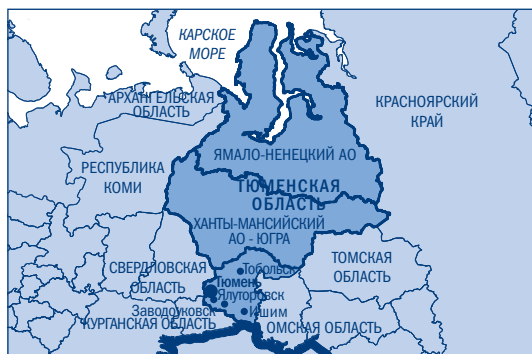 КАРСКОЕ
МОРЕ
АРХАНГЕЛЬСКАЯ
ОБЛАСТЬ
КРАСНОЯРСКИЙ
КРАЙ
ЯМАЛО-НЕНЕЦКИЙ АО
РЕСПУБЛИКА
КОМИ
ТЮМЕНСКАЯ
ОБЛАСТЬ
ХАНТЫ-МАНСИЙСКИЙ
АО - ЮГРА
СВЕРДЛОВСКАЯ
ОБЛАСТЬ
ТОМСКАЯ
ОБЛАСТЬ
Тобольск
Тюмень
Ялуторовск
Заводоуковск
Ишим
КУРГАНСКАЯ ОБЛАСТЬ
ОМСКАЯ ОБЛАСТЬ